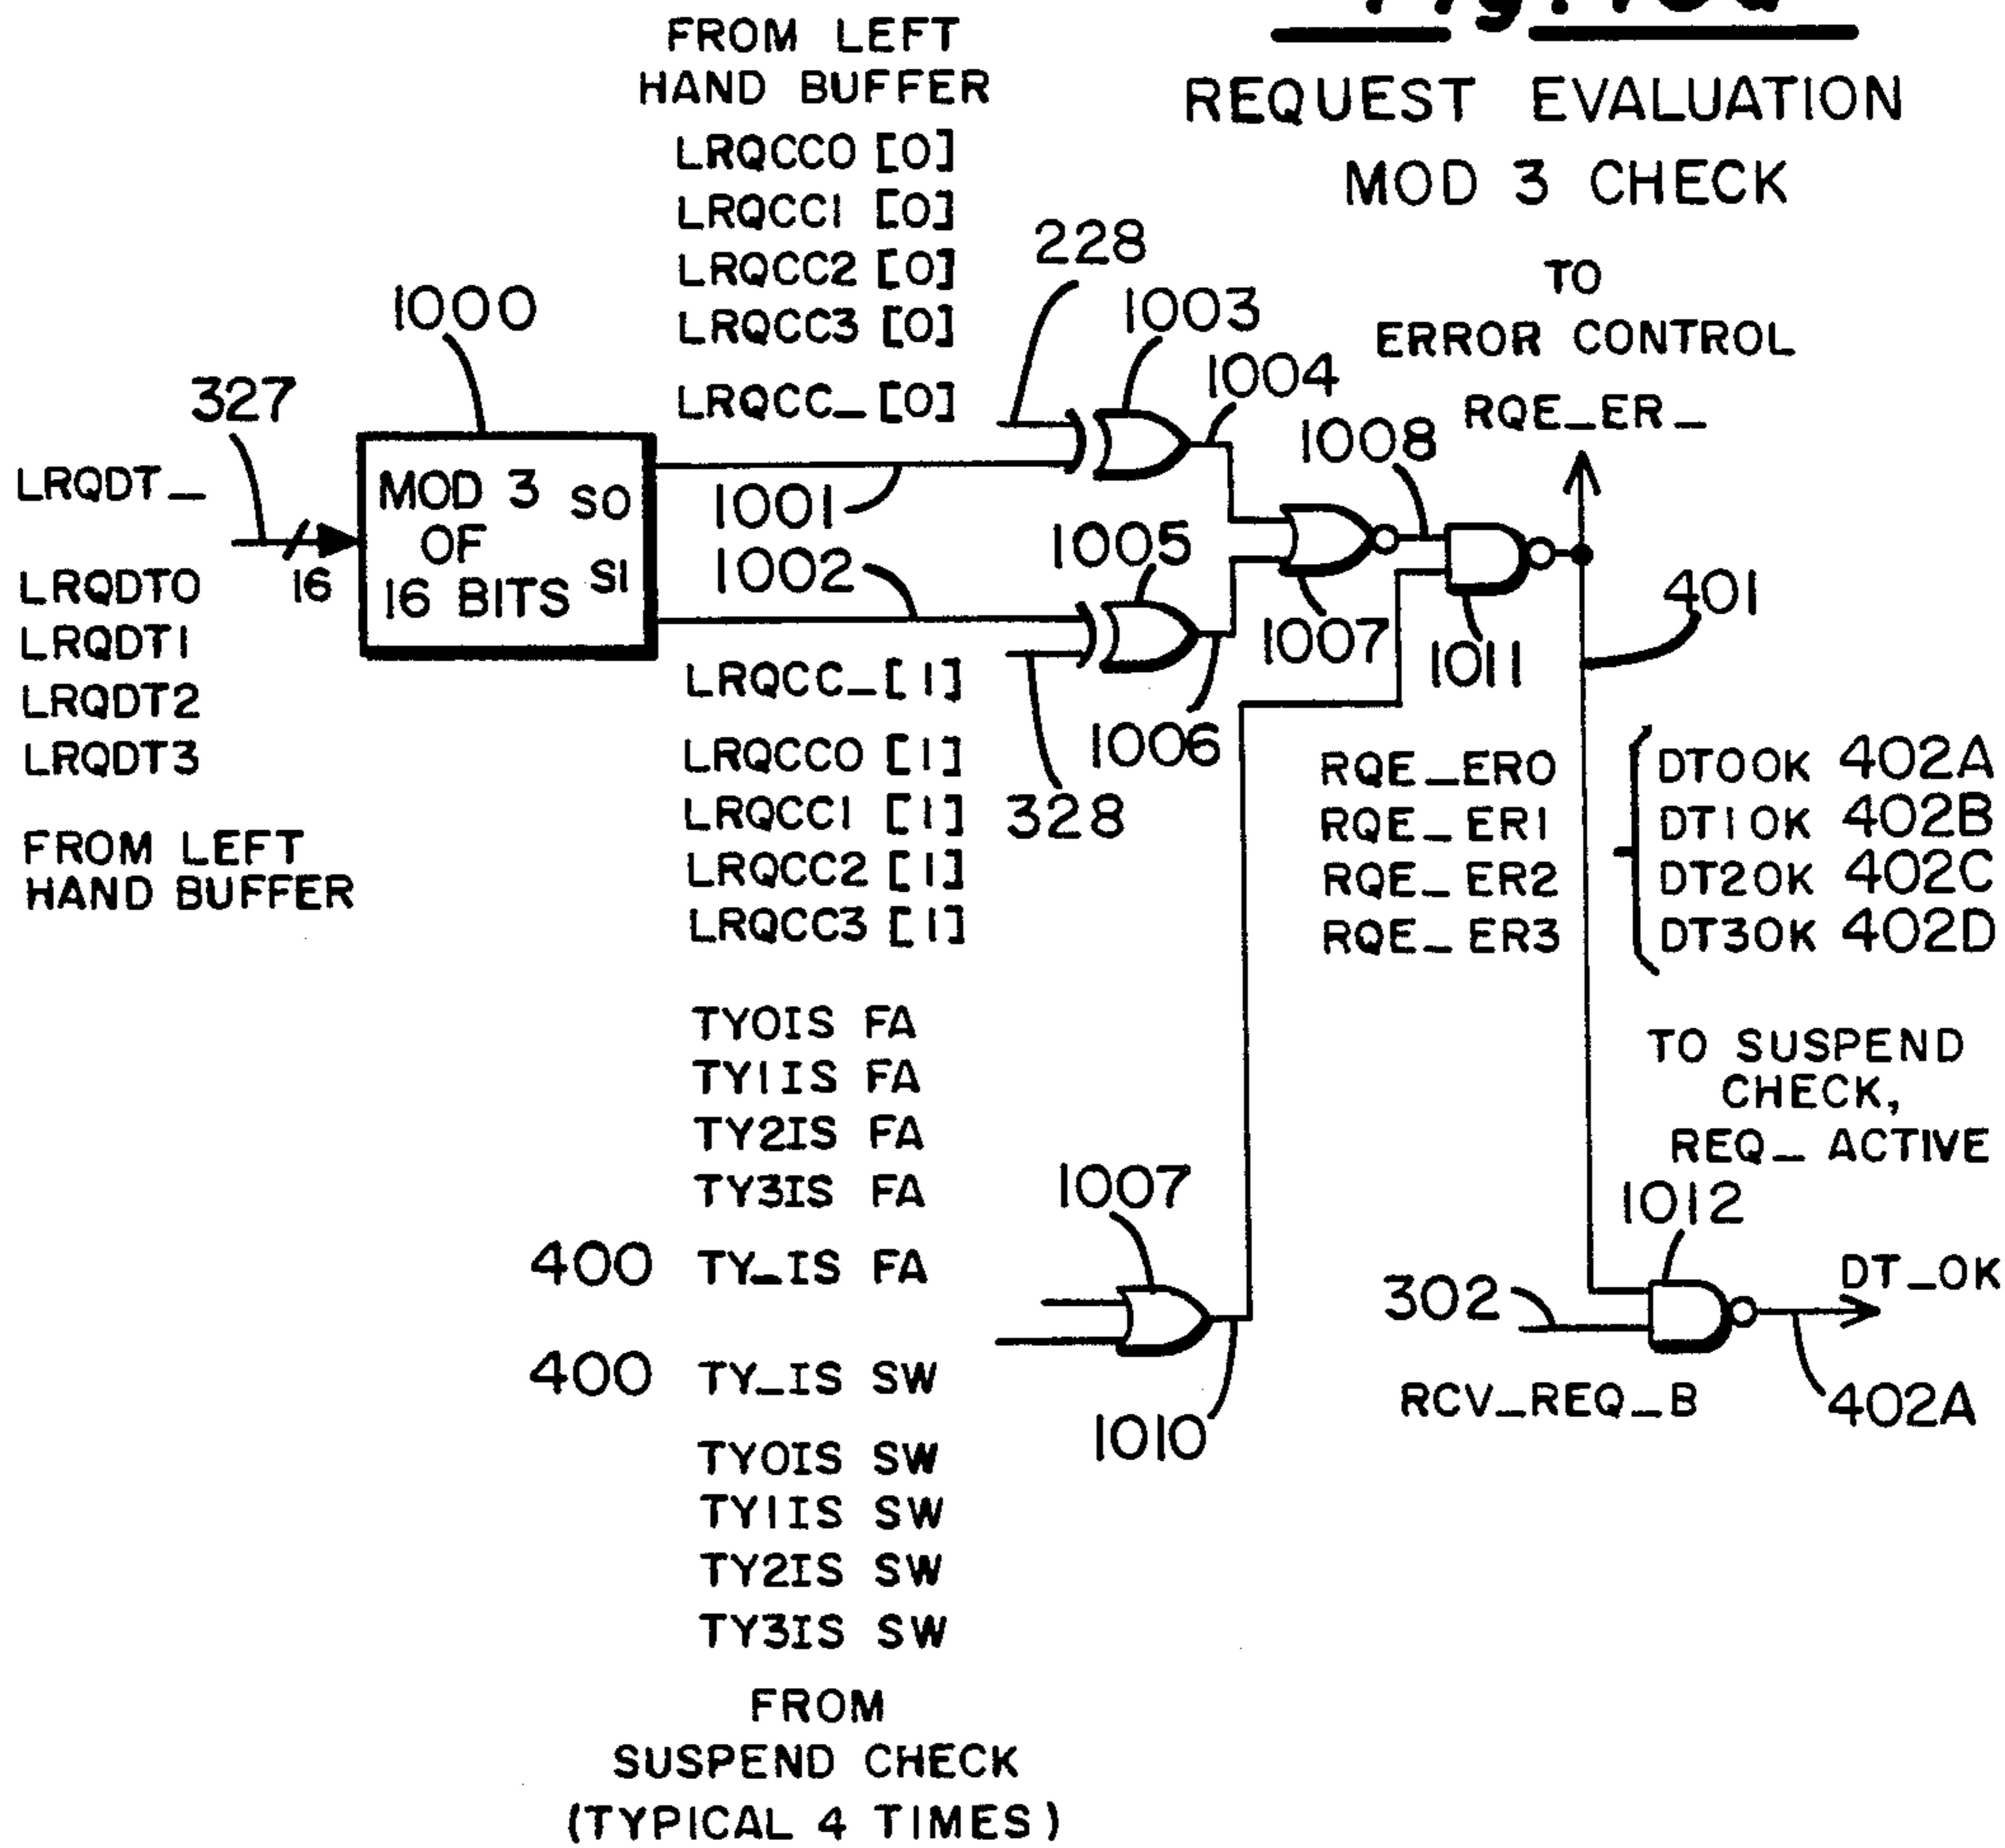 REQUEST EVALUATION
MOD 3 CHECK
FROM LEFT
HAND BUFFER
LRQCC0 [0]
LRQCC1 [0]
LRQCC2 [0]
LRQCC3 [0]
LRQCC_[0]
228
1003
1004
1008
TO
ERROR CONTROL
RQE_ER_
1000
327
LRQDT_
16
MOD 3
OF
16 BITS
S0
S1
LRQDT0
LRQDT1
LRQDT2
LRQDT3
FROM LEFT
HAND BUFFER
1001
1002
1005
1007
1011
401
1006
328
LRQCC_[1]
LRQCC0 [1]
LRQCC1 [1]
LRQCC2 [1]
LRQCC3 [1]
RQE_ER0
RQE_ER1
RQE_ER2
RQE_ER3
DT0OK 402A
DT1OK 402B
DT2OK 402C
DT3OK 402D
TO SUSPEND
CHECK,
REQ_ACTIVE
TY0IS FA
TY1IS FA
TY2IS FA
TY3IS FA
400 TY_IS FA
400 TY_IS SW
TY0IS SW
TY1IS SW
TY2IS SW
TY3IS SW
FROM
SUSPEND CHECK
(TYPICAL 4 TIMES)
1007
1010
1012
302
RCV_REQ_B
DT_OK
402A